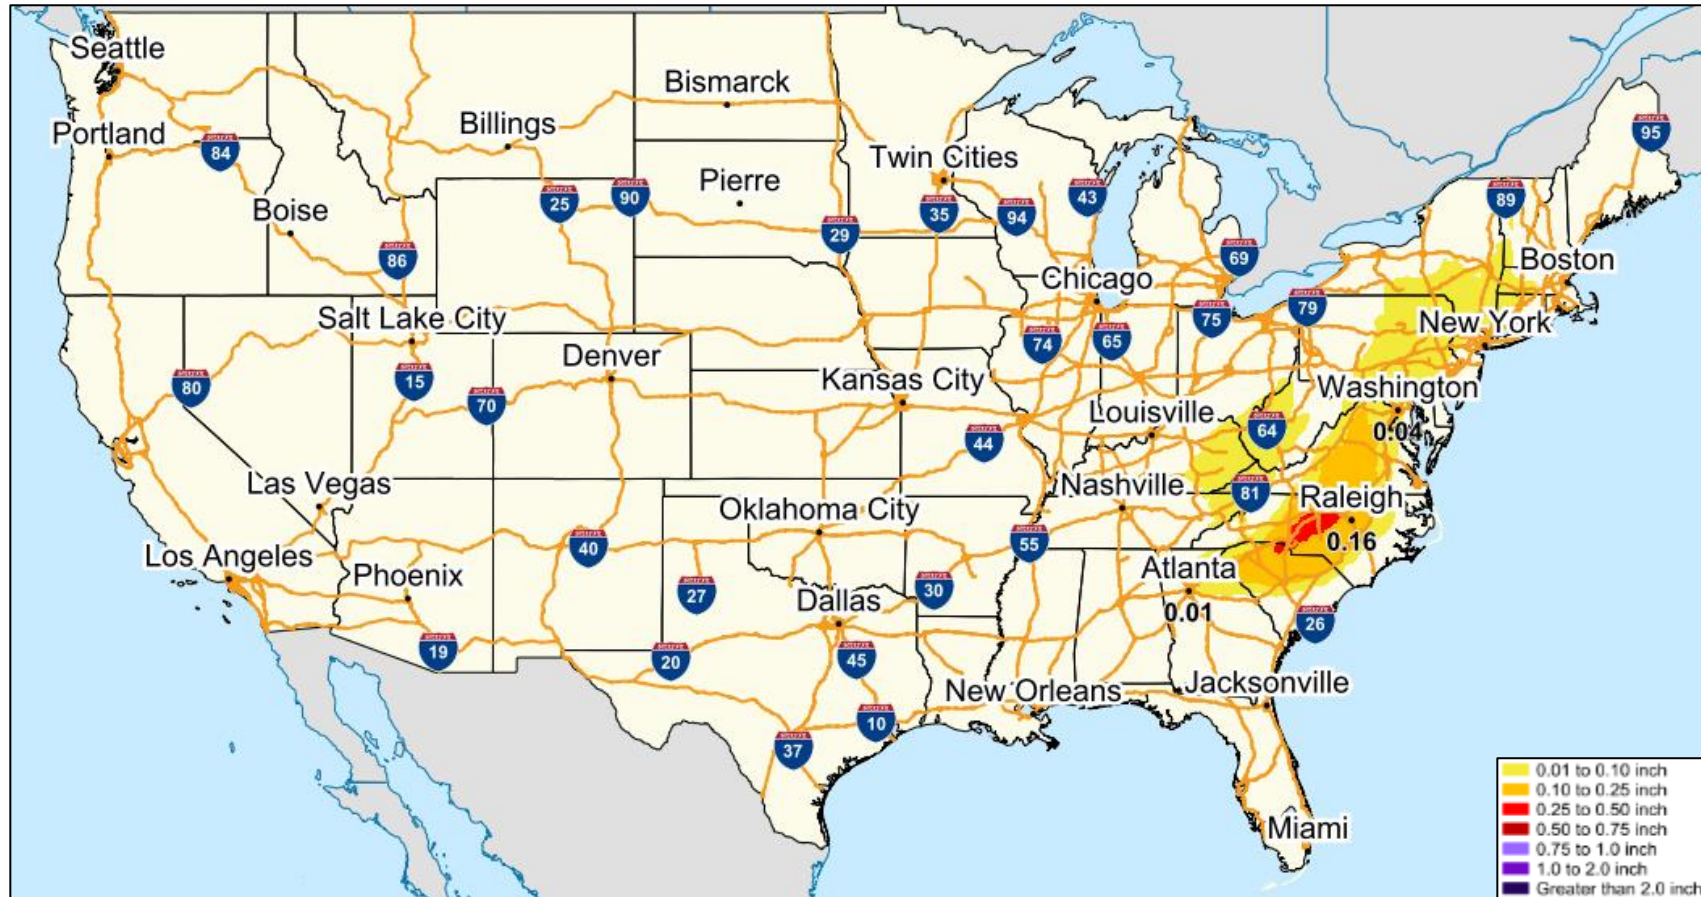 Seattle
Bismarck
Billings
Portland
84
95
Twin Cities
Pierre
25
90
43
89
Boise
35
94
29
69
86
Boston
Chicago
Salt Lake City
79
75
New York
74
65
Denver
15
80
Kansas City
Washington
70
Louisville
64
0.04
44
Las Vegas
Nashville
81
Raleigh
Oklahoma City
40
55
0.16
Los Angeles
Phoenix
Atlanta
27
30
Dallas
0.01
26
19
20
45
New Orleans
Jacksonville
10
37
Miami
0.01 to 0.10 inch
0.10 to 0.25 inch
0.25 to 0.50 inch
0.50 to 0.75 inch
0.75 to 1.0 inch
1.0 to 2.0 inch
Greater than 2.0 inch